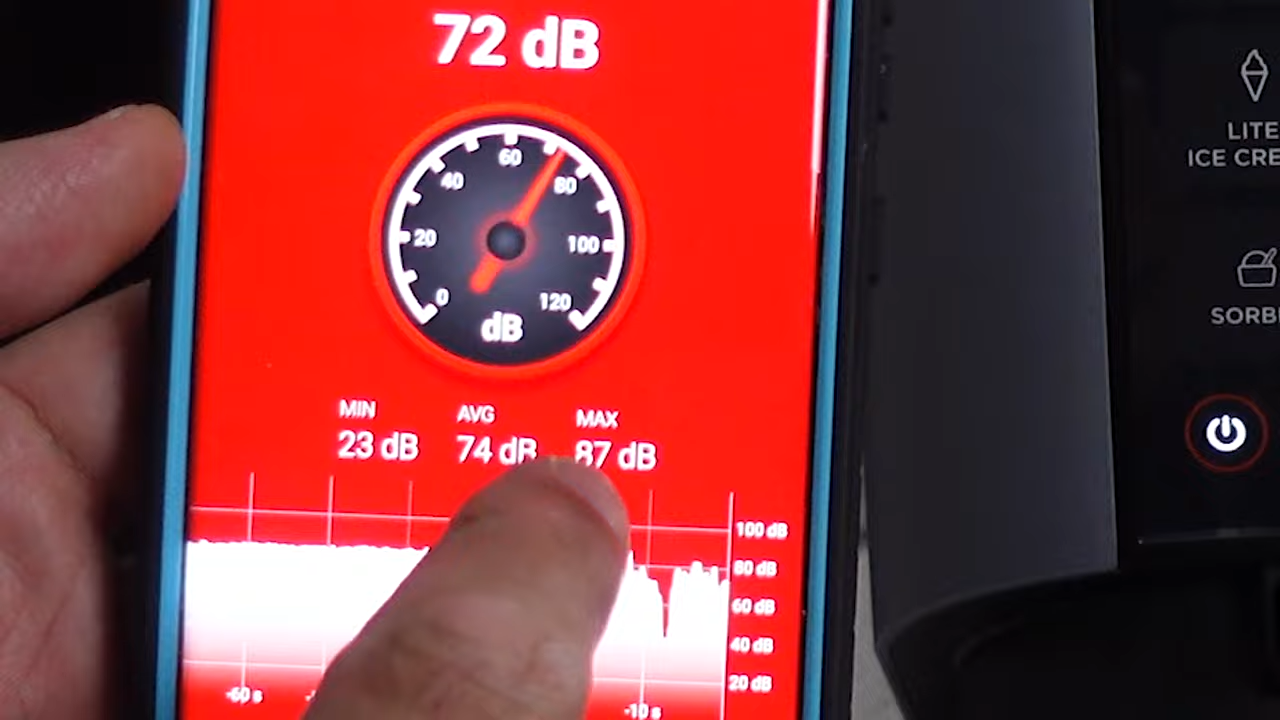 72 dB
60
40
80
20
100
0
120
dB
MIN
AVG
MAX
23 dB
74 dB
87 dB
100 dB
80 dB
60 dB
40 dB
20 dB
-60 s
-10 s
LITE
ICE CRE
SORB